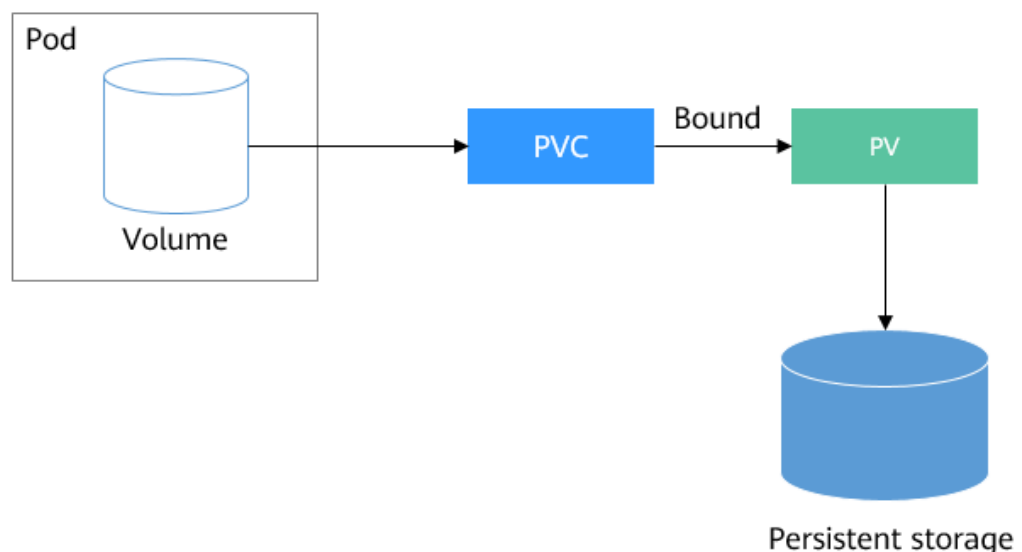 Pod
Volume
PVC
Bound
PV
Persistent storage